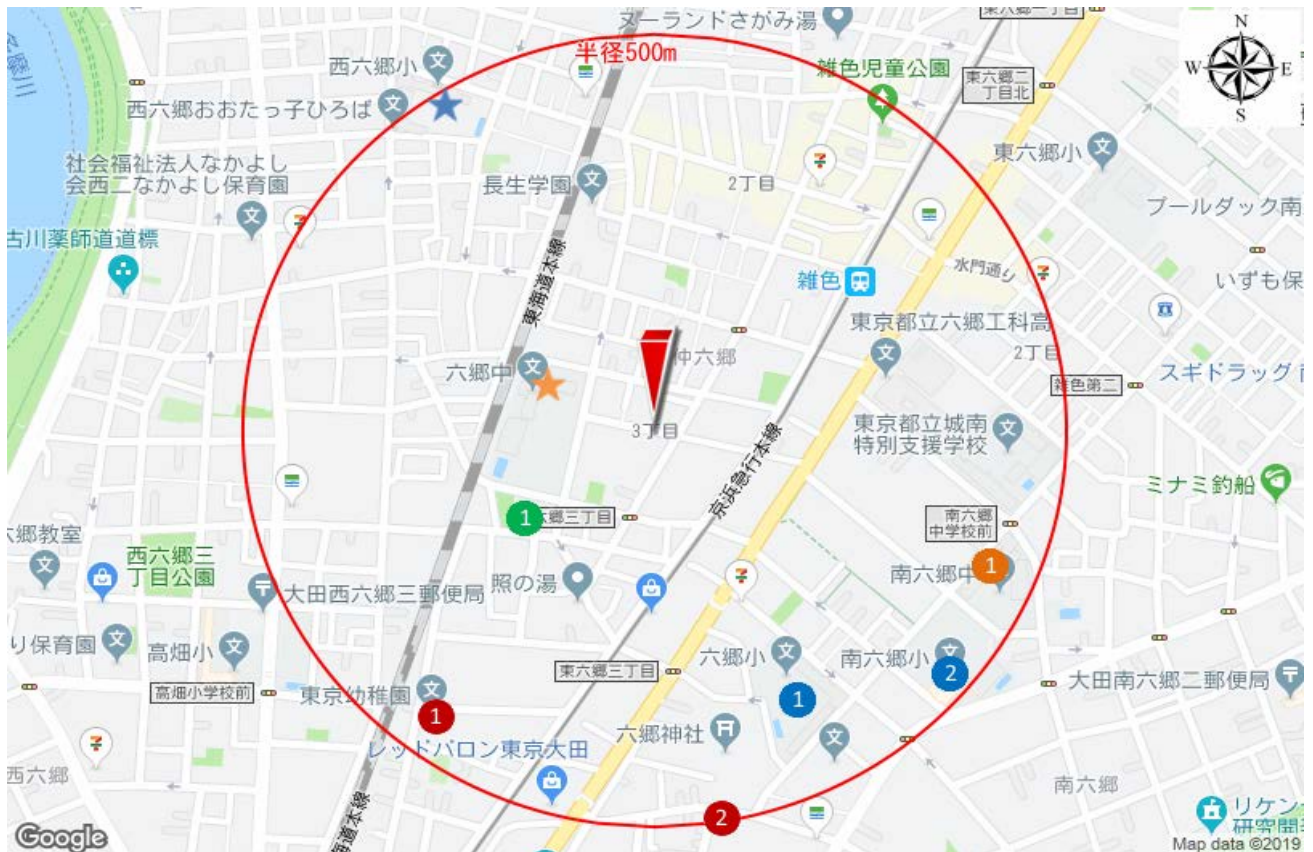 ヌーランドさがみ湯
半径500m
西六郷小
雑色児童公園
東六郷二
丁目北
N
W
E
S
西六郷おおたっ子ひろば
社会福祉法人なかよし
会西二なかよし保育園
長生学園
2丁目
東六郷小
プールダック南
古川薬師道道標
東海道本線
雑色
水門通り
いずも保
東京都立六郷工科高
2丁目
六郷中
仲六郷
雑色第二
スギドラッグ
3丁目
東京都立城南
特別支援学校
京浜急行本線
ミナミ釣船
1
六郷三丁目
南六郷
中学校前
六郷教室
西六郷三
丁目公園
大田西六郷三郵便局
照の湯
南六郷中
1
り保育園
高畑小
高畑小学校前
東六郷三丁目
六郷小
南六郷小
2
大田南六郷二郵便局
東京幼稚園
1
1
レッドバロン東京大田
六郷神社
西六郷
南六郷
2
海道本線
リケン
研究開
Google
Map data ©2019